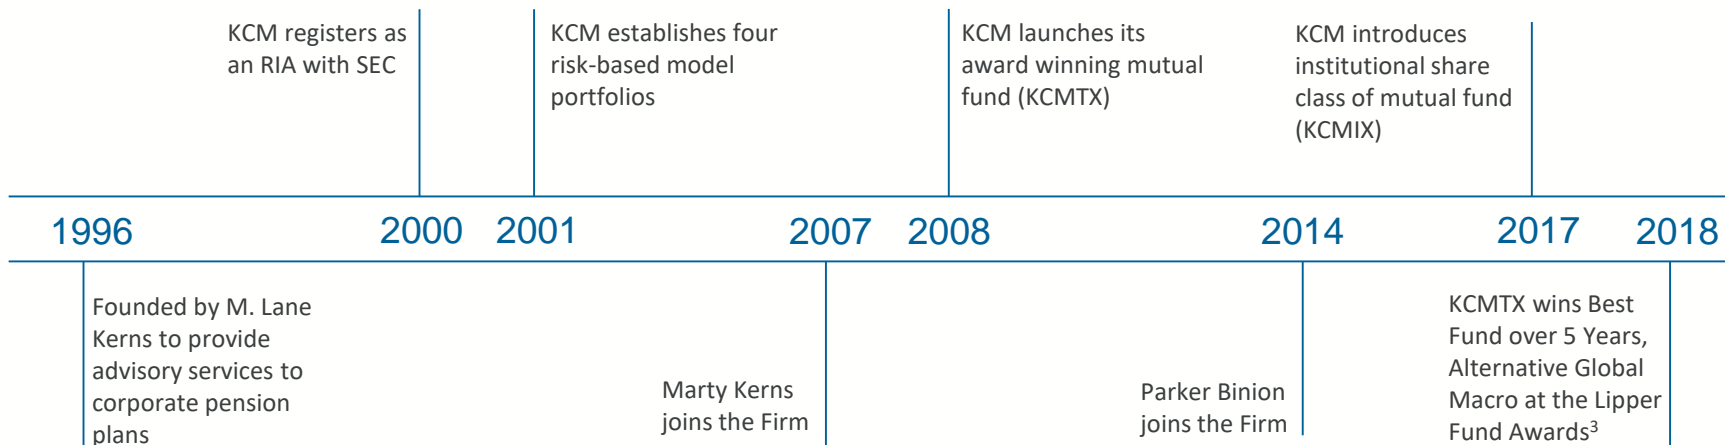 KCM registers as
an RIA with SEC
KCM establishes four
risk-based model
portfolios
KCM launches its
award winning mutual
fund (KCMTX)
KCM introduces
institutional share
class of mutual fund
(KCMIX)
1996 2000 2001 2007 2008 2014 2017 2018
Founded by M. Lane
Kerns to provide
advisory services to
corporate pension
plans
Marty Kerns
joins the Firm
Parker Binion
joins the Firm
KCMTX wins Best
Fund over 5 Years,
Alternative Global
Macro at the Lipper
Fund Awards³